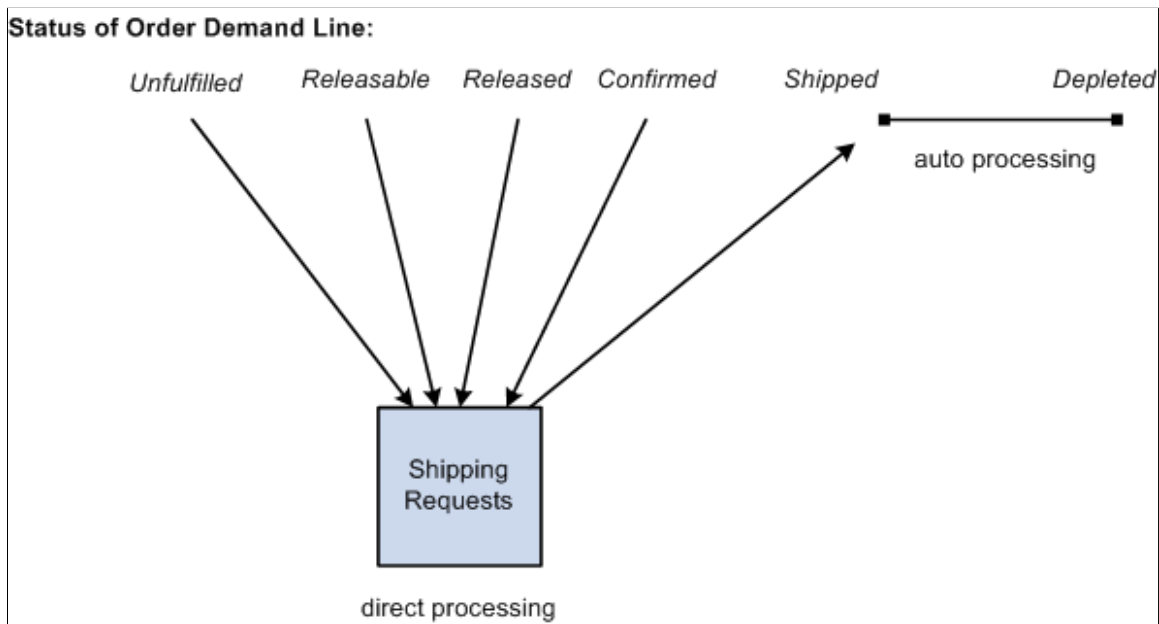 Status of Order Demand Line:
Unfulfilled Releasable Released Confirmed Shipped Depleted
auto processing
Shipping
Requests
direct processing